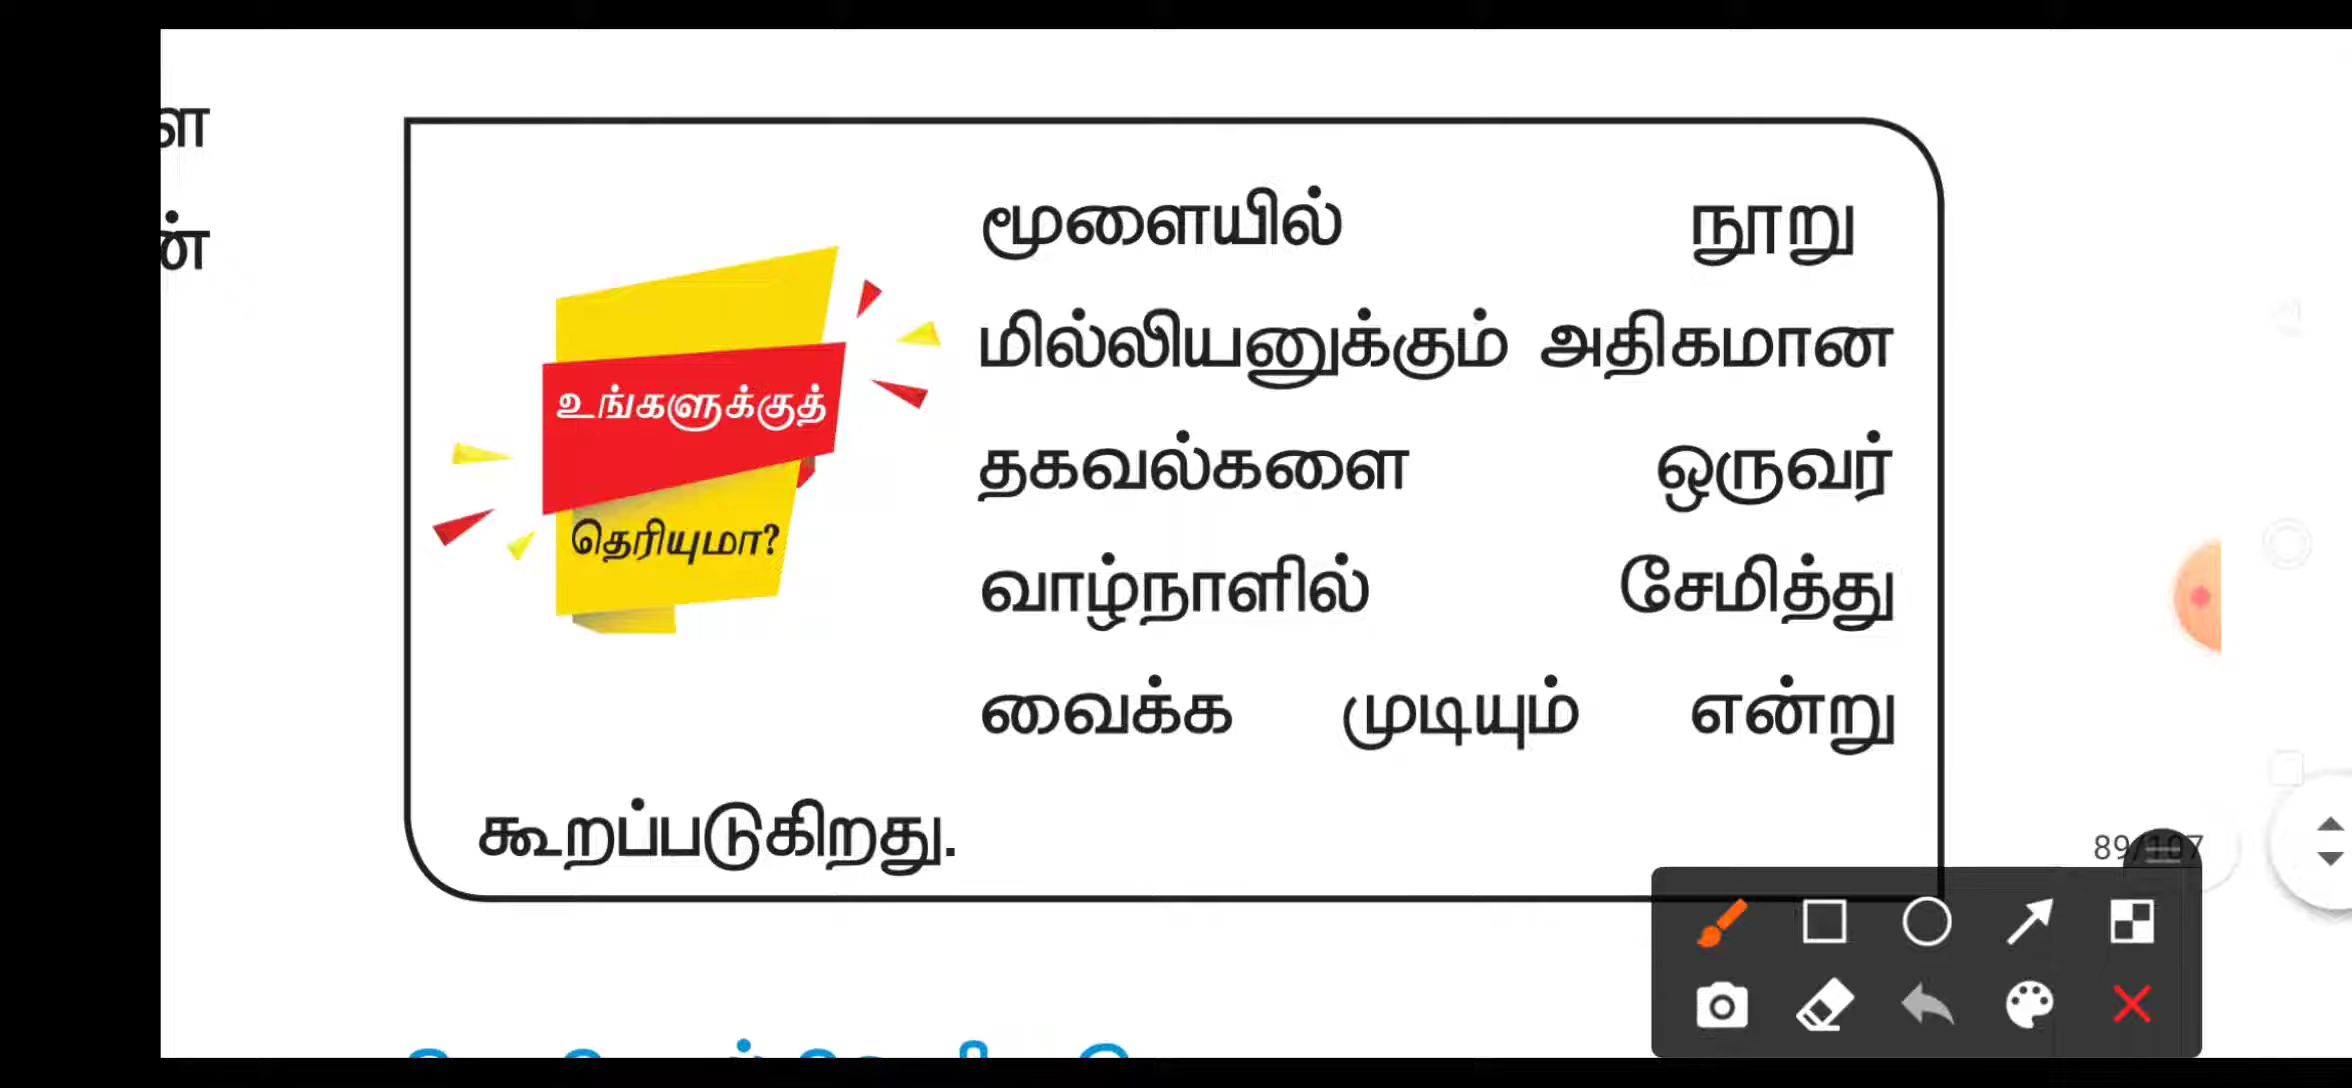 ள
ன்
உங்களுக்குத்
தெரியுமா?
மூளையில் நூறு
மில்லியனுக்கும் அதிகமான
தகவல்களை ஒருவர்
வாழ்நாளில் சேமித்து
வைக்க முடியும் என்று
கூறப்படுகிறது.
89/107